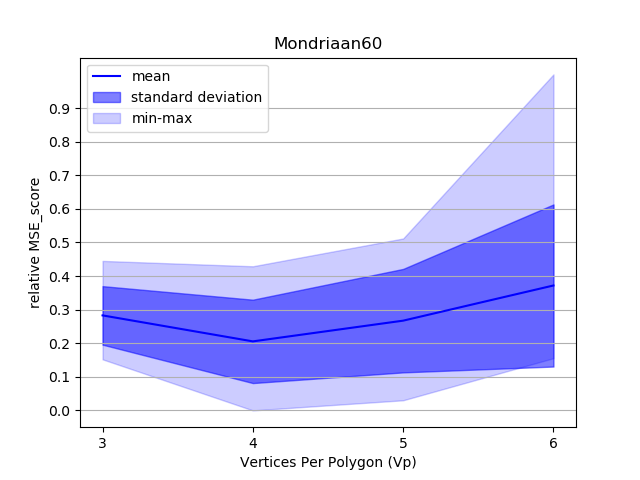 Mondriaan60
mean
standard deviation
min-max
relative MSE_score
0.9
0.8
0.7
0.6
0.5
0.4
0.3
0.2
0.1
0.0
3 4 5 6
Vertices Per Polygon (Vp)